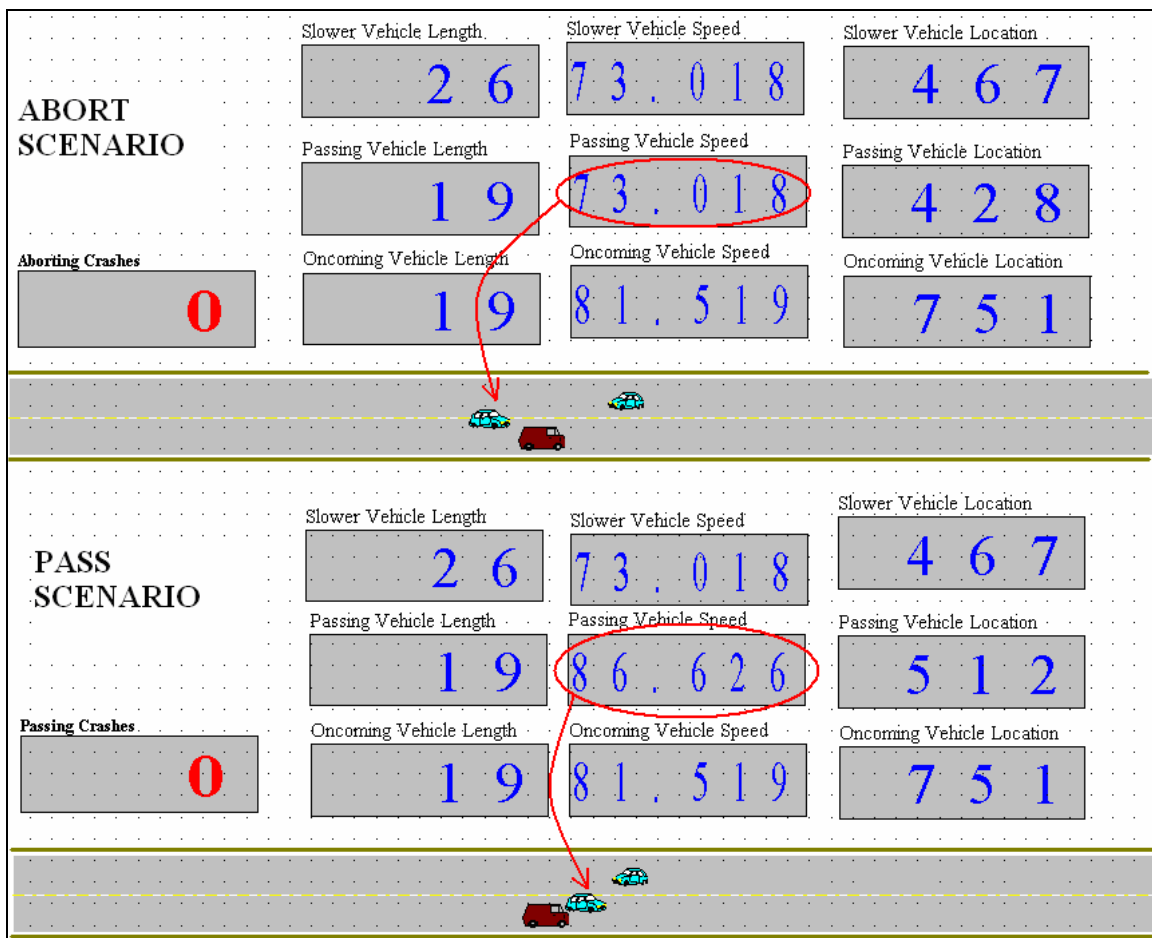 Slower Vehicle Length
Slower Vehicle Speed
Slower Vehicle Location
26
73.018
467
ABORT
SCENARIO
Passing Vehicle Length
Passing Vehicle Speed
Passing Vehicle Location
19
73.018
428
Aborting Crashes
Oncoming Vehicle Length
Oncoming Vehicle Speed
Oncoming Vehicle Location
0
19
81.519
751
Slower Vehicle Length
Slower Vehicle Speed
Slower Vehicle Location
26
73.018
467
PASS
SCENARIO
Passing Vehicle Length
Passing Vehicle Speed
Passing Vehicle Location
19
86.626
512
Passing Crashes
Oncoming Vehicle Length
Oncoming Vehicle Speed
Oncoming Vehicle Location
0
19
81.519
751